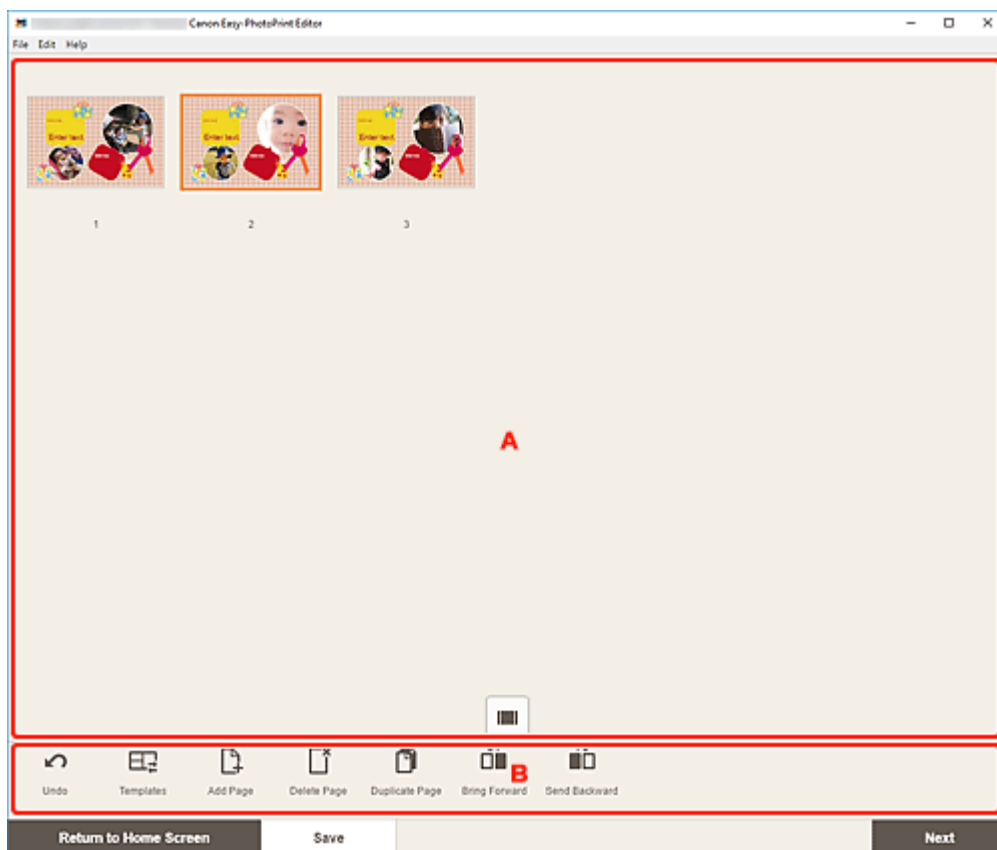 Canon Easy-PhotoPrint Editor
File Edit Help
Enter text. Enter text. Enter text.
1 2 3
A
B
Undo Templates Add Page Delete Page Duplicate Page Bring Forward Send Backward
Return to Home Screen Save Next